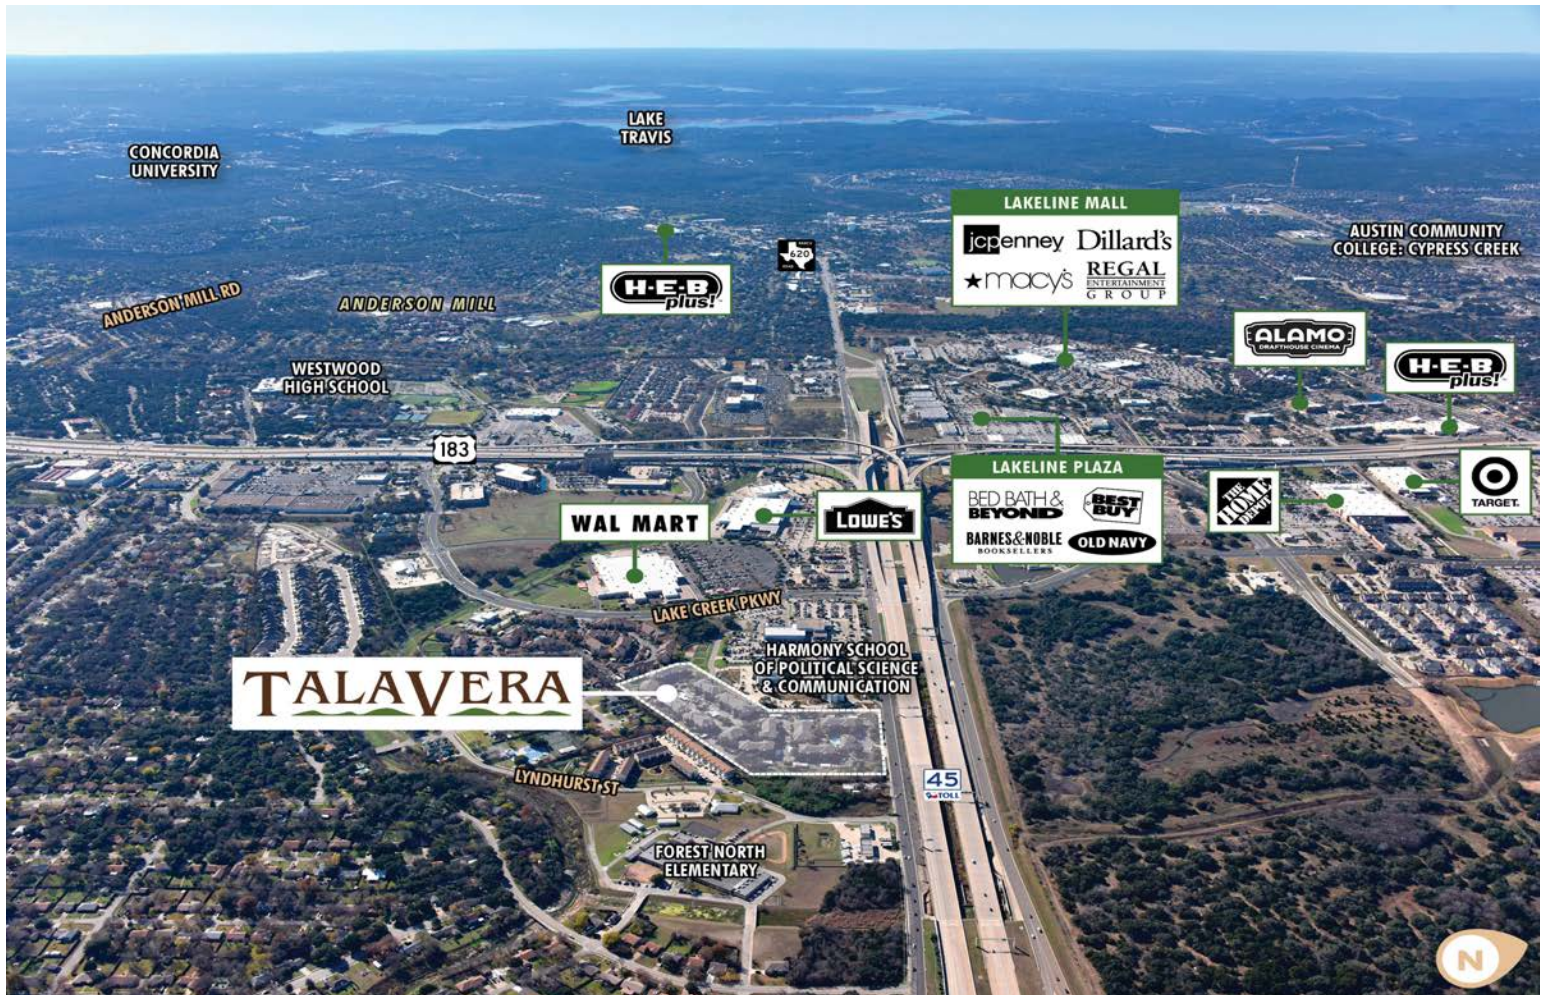 LAKE
TRAVIS
CONCORDIA
UNIVERSITY
LAKELINE MALL
jcpenney
Dillard's
macy's
REGAL
ENTERTAINMENT
GROUP
AUSTIN COMMUNITY
COLLEGE: CYPRESS CREEK
620
H·E·B
plus!
ANDERSON MILL RD
ANDERSON MILL
ALAMO
DRAFTHOUSE CINEMA
H·E·B
plus!
WESTWOOD
HIGH SCHOOL
183
LAKELINE PLAZA
BED BATH &
BEYOND
BEST
BUY
BARNES&NOBLE
BOOKSELLERS
OLD NAVY
THE
HOME
DEPOT
TARGET
WAL MART
LOWE'S
LAKE CREEK PKWY
HARMONY SCHOOL
OF POLITICAL SCIENCE
& COMMUNICATION
TALAVERA
45
TOLL
LYNDHURST ST
FOREST NORTH
ELEMENTARY
N